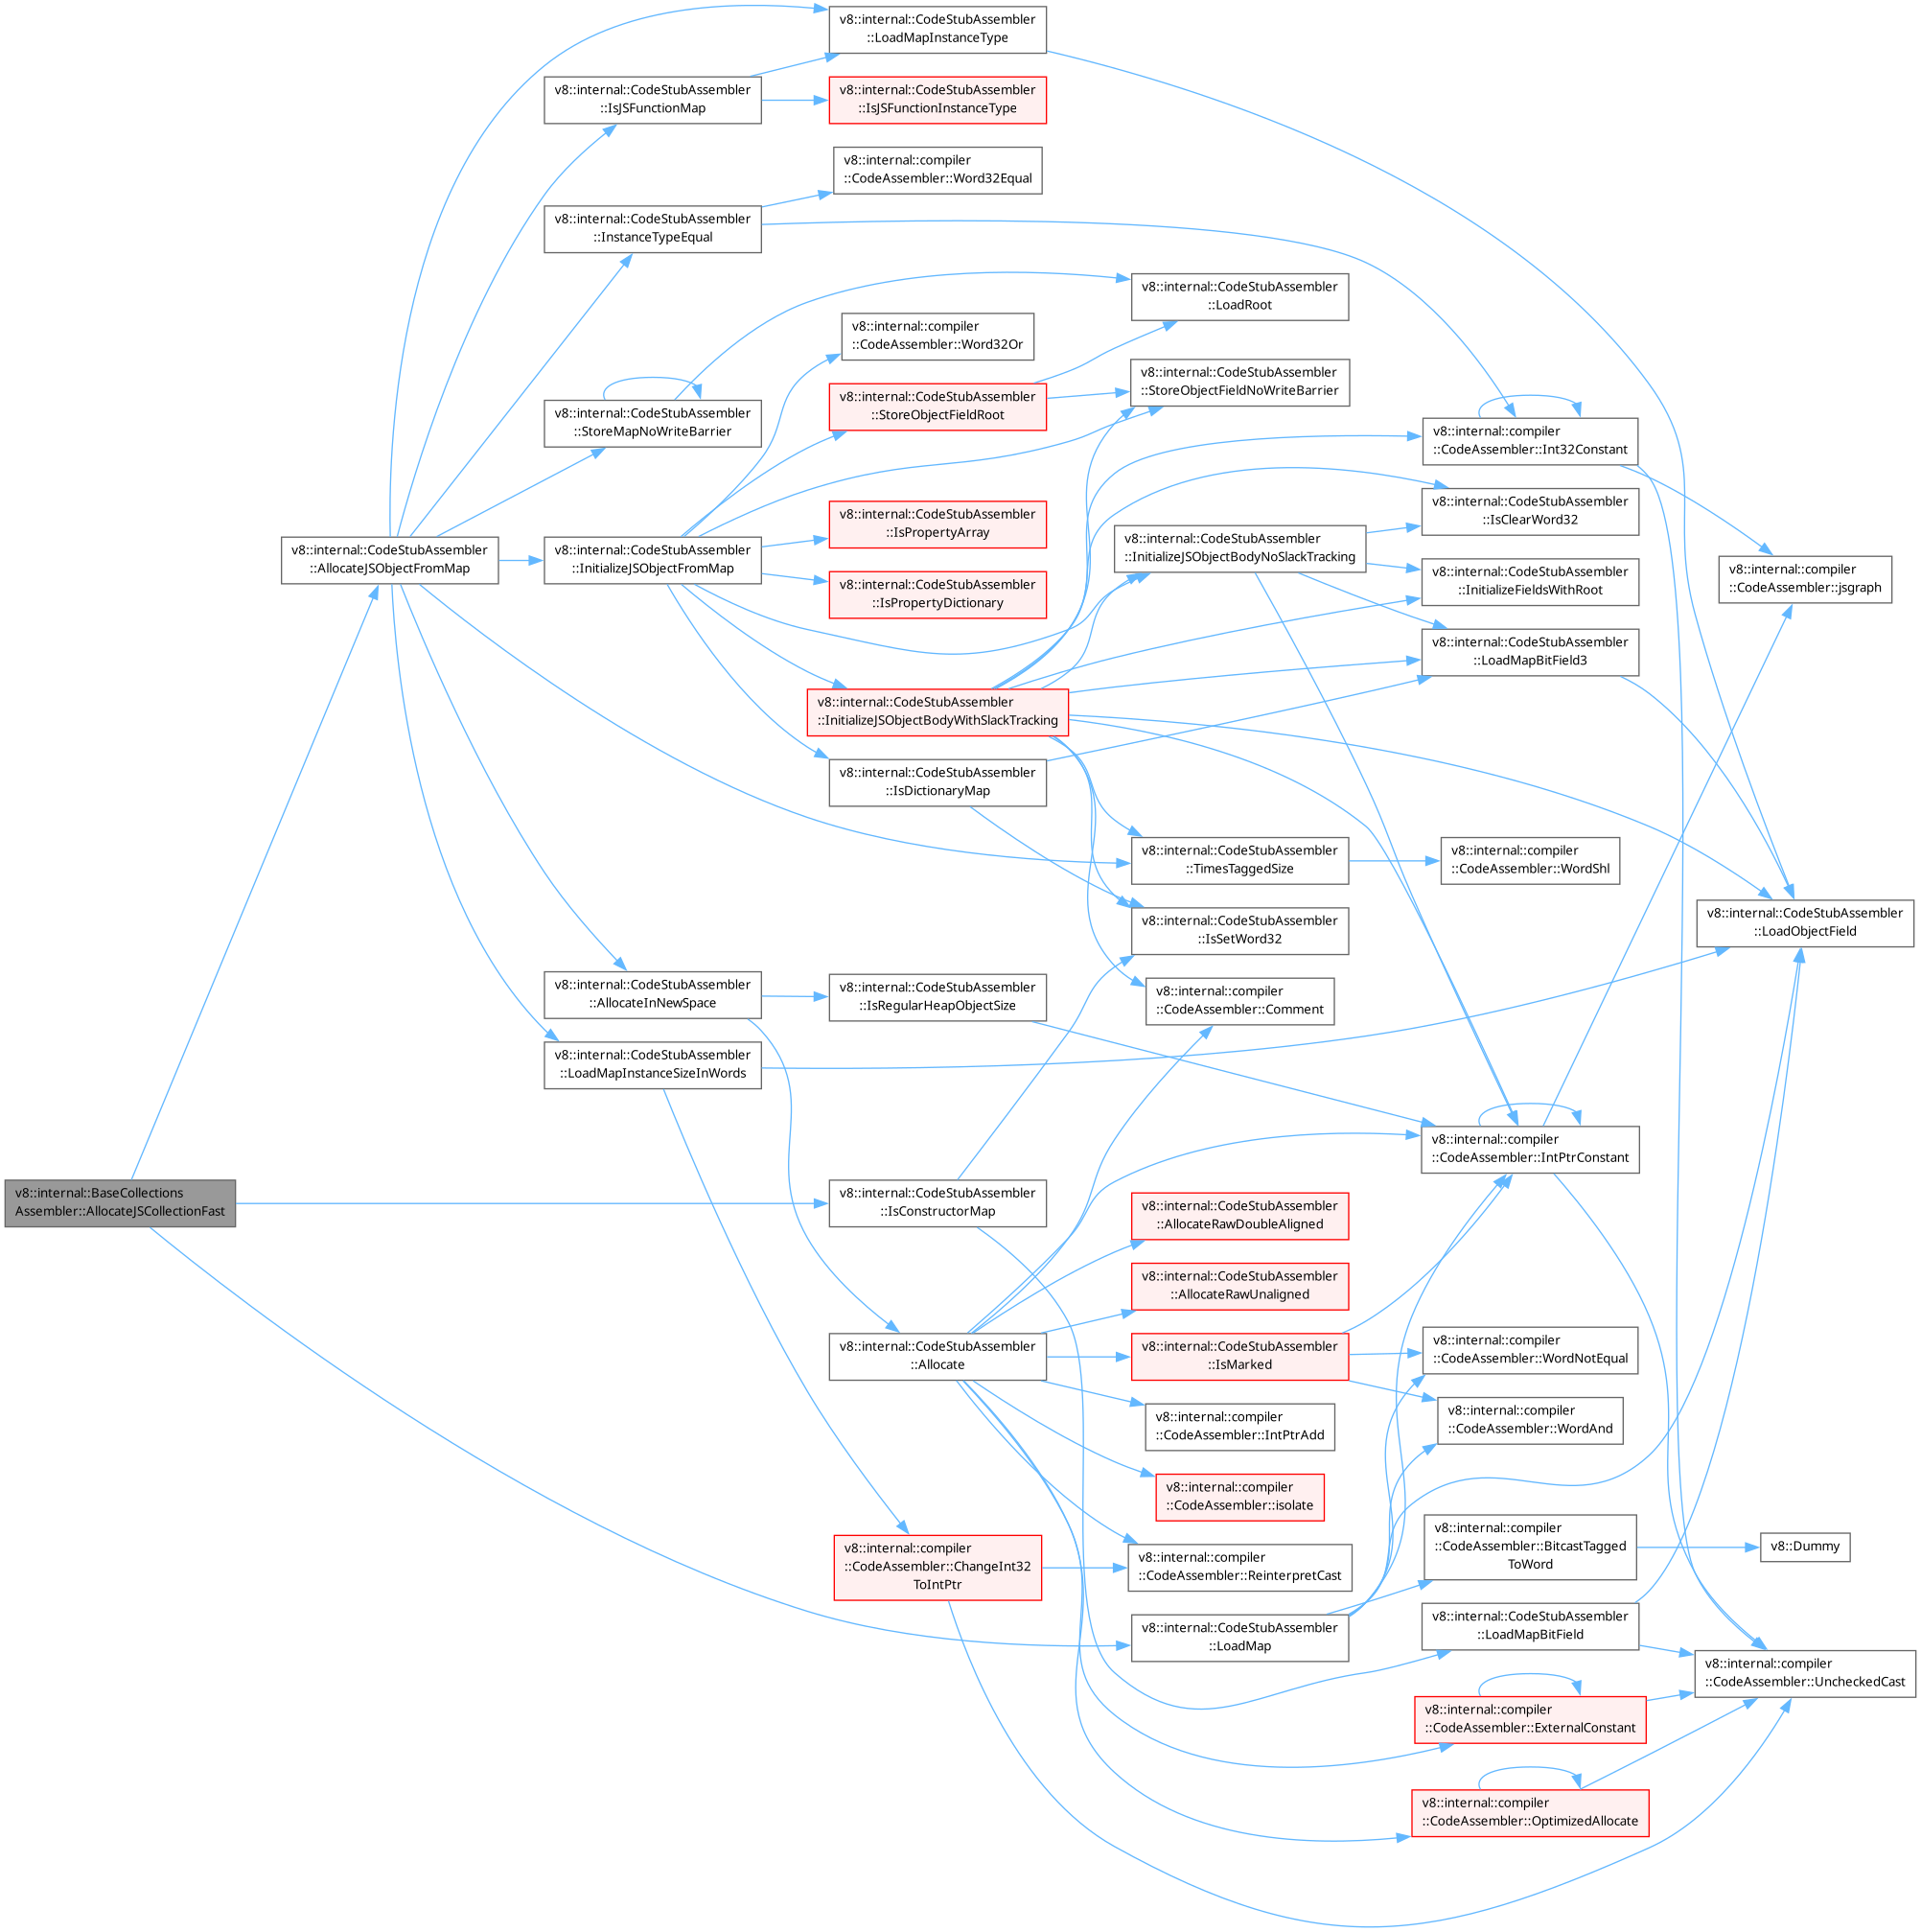 v8::internal::CodeStubAssembler
::LoadMapInstanceType
v8::internal::CodeStubAssembler
::IsJSFunctionMap
v8::internal::CodeStubAssembler
::IsJSFunctionInstanceType
v8::internal::compiler
::CodeAssembler::Word32Equal
v8::internal::CodeStubAssembler
::InstanceTypeEqual
v8::internal::CodeStubAssembler
::LoadRoot
v8::internal::compiler
::CodeAssembler::Word32Or
v8::internal::CodeStubAssembler
::StoreObjectFieldNoWriteBarrier
v8::internal::CodeStubAssembler
::StoreObjectFieldRoot
v8::internal::CodeStubAssembler
::StoreMapNoWriteBarrier
v8::internal::compiler
::CodeAssembler::Int32Constant
v8::internal::CodeStubAssembler
::IsClearWord32
v8::internal::CodeStubAssembler
::IsPropertyArray
v8::internal::CodeStubAssembler
::AllocateJSObjectFromMap
v8::internal::CodeStubAssembler
::InitializeJSObjectFromMap
v8::internal::CodeStubAssembler
::InitializeJSObjectBodyNoSlackTracking
v8::internal::CodeStubAssembler
::IsPropertyDictionary
v8::internal::CodeStubAssembler
::InitializeFieldsWithRoot
v8::internal::compiler
::CodeAssembler::jsgraph
v8::internal::CodeStubAssembler
::LoadMapBitField3
v8::internal::CodeStubAssembler
::InitializeJSObjectBodyWithSlackTracking
v8::internal::CodeStubAssembler
::IsDictionaryMap
v8::internal::CodeStubAssembler
::TimesTaggedSize
v8::internal::compiler
::CodeAssembler::WordShl
v8::internal::CodeStubAssembler
::IsSetWord32
v8::internal::CodeStubAssembler
::LoadObjectField
v8::internal::CodeStubAssembler
::AllocateInNewSpace
v8::internal::CodeStubAssembler
::IsRegularHeapObjectSize
v8::internal::compiler
::CodeAssembler::Comment
v8::internal::CodeStubAssembler
::LoadMapInstanceSizeInWords
v8::internal::compiler
::CodeAssembler::IntPtrConstant
v8::internal::BaseCollections
Assembler::AllocateJSCollectionFast
v8::internal::CodeStubAssembler
::IsConstructorMap
v8::internal::CodeStubAssembler
::AllocateRawDoubleAligned
v8::internal::CodeStubAssembler
::AllocateRawUnaligned
v8::internal::CodeStubAssembler
::Allocate
v8::internal::CodeStubAssembler
::IsMarked
v8::internal::compiler
::CodeAssembler::WordNotEqual
v8::internal::compiler
::CodeAssembler::IntPtrAdd
v8::internal::compiler
::CodeAssembler::WordAnd
v8::internal::compiler
::CodeAssembler::isolate
v8::internal::compiler
::CodeAssembler::ChangeInt32
ToIntPtr
v8::internal::compiler
::CodeAssembler::ReinterpretCast
v8::internal::compiler
::CodeAssembler::BitcastTagged
ToWord
v8::Dummy
v8::internal::CodeStubAssembler
::LoadMap
v8::internal::CodeStubAssembler
::LoadMapBitField
v8::internal::compiler
::CodeAssembler::UncheckedCast
v8::internal::compiler
::CodeAssembler::ExternalConstant
v8::internal::compiler
::CodeAssembler::OptimizedAllocate